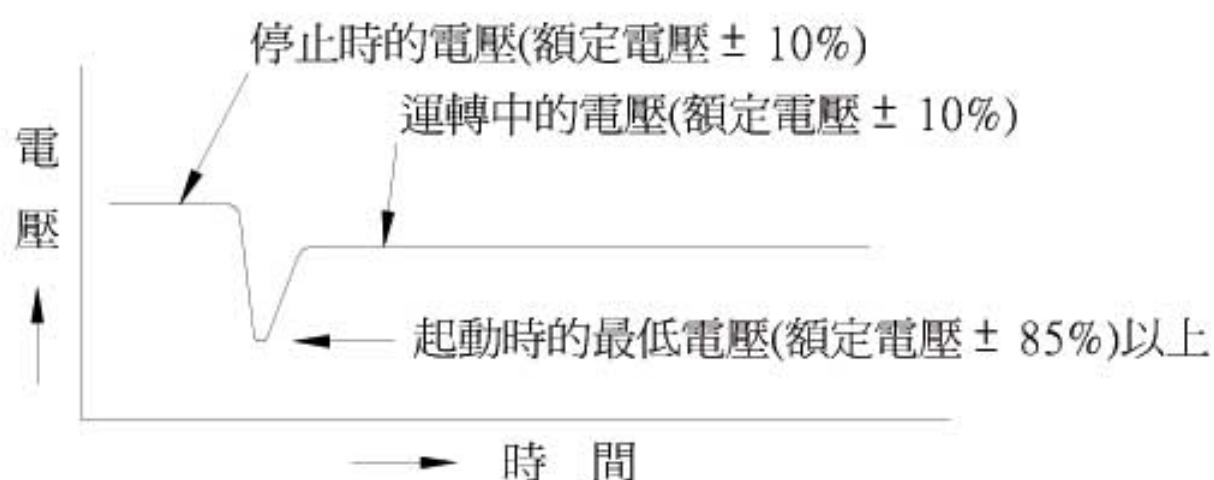 停止時的電壓(額定電壓 ± 10%)
運轉中的電壓(額定電壓 ± 10%)
電
壓
起動時的最低電壓(額定電壓 ± 85%)以上
時 間